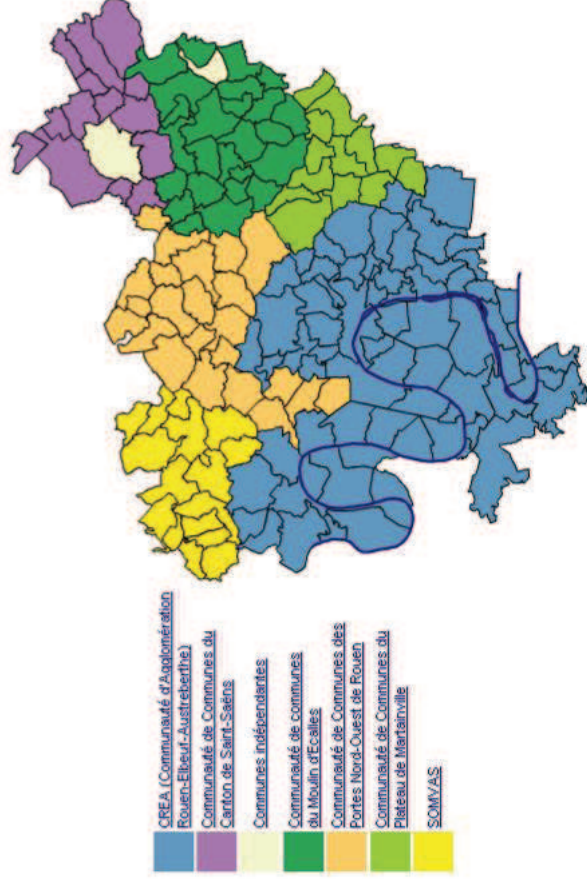 CREA (Communauté d'Agglomération
Rouen-Elbeuf-Austreberthe)
Communauté de Communes du
Canton de Saint-Saëns
Communes indépendantes
Communauté de communes
du Moulin d'Ecalles
Communauté de Communes des
Portes Nord-Ouest de Rouen
Communauté de Communes du
Plateau de Martainville
SOMVAS